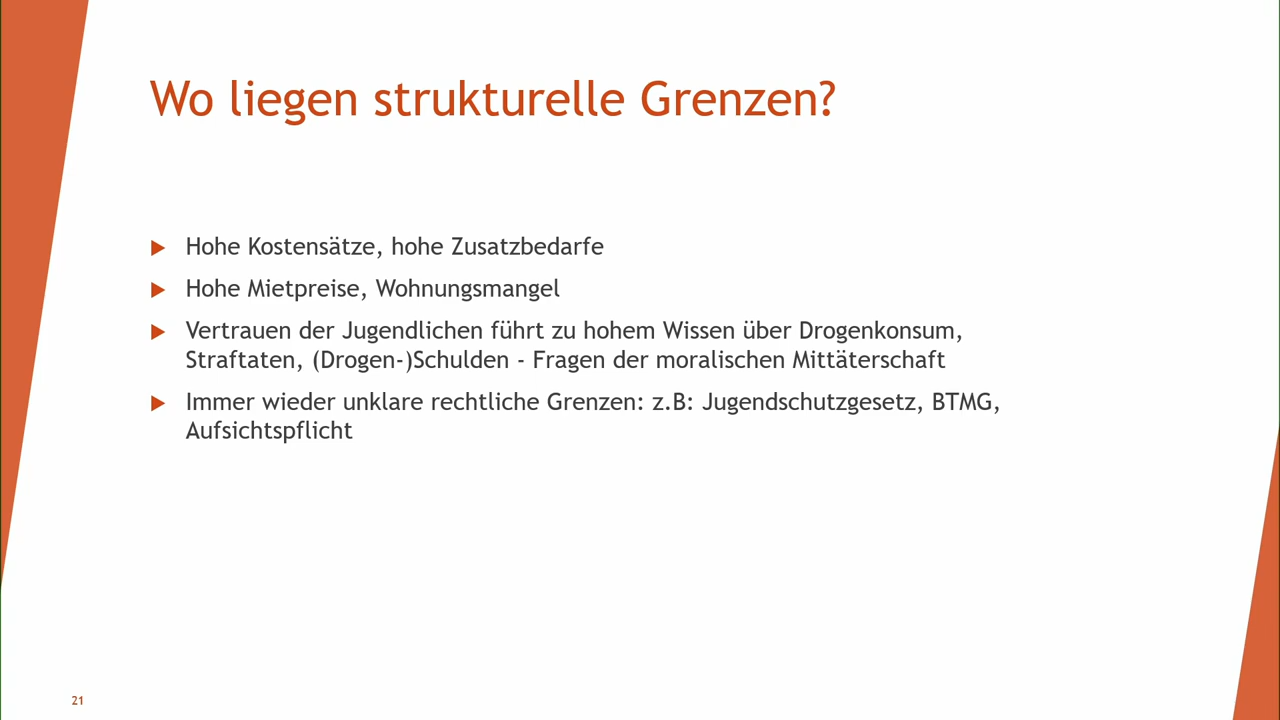 Wo liegen strukturelle Grenzen?
Hohe Kostensätze, hohe Zusatzbedarfe
Hohe Mietpreise, Wohnungsmangel
Vertrauen der Jugendlichen führt zu hohem Wissen über Drogenkonsum,
Straftaten, (Drogen-)Schulden - Fragen der moralischen Mittäterschaft
Immer wieder unklare rechtliche Grenzen: z.B: Jugendschutzgesetz, BTMG,
Aufsichtspflicht
21